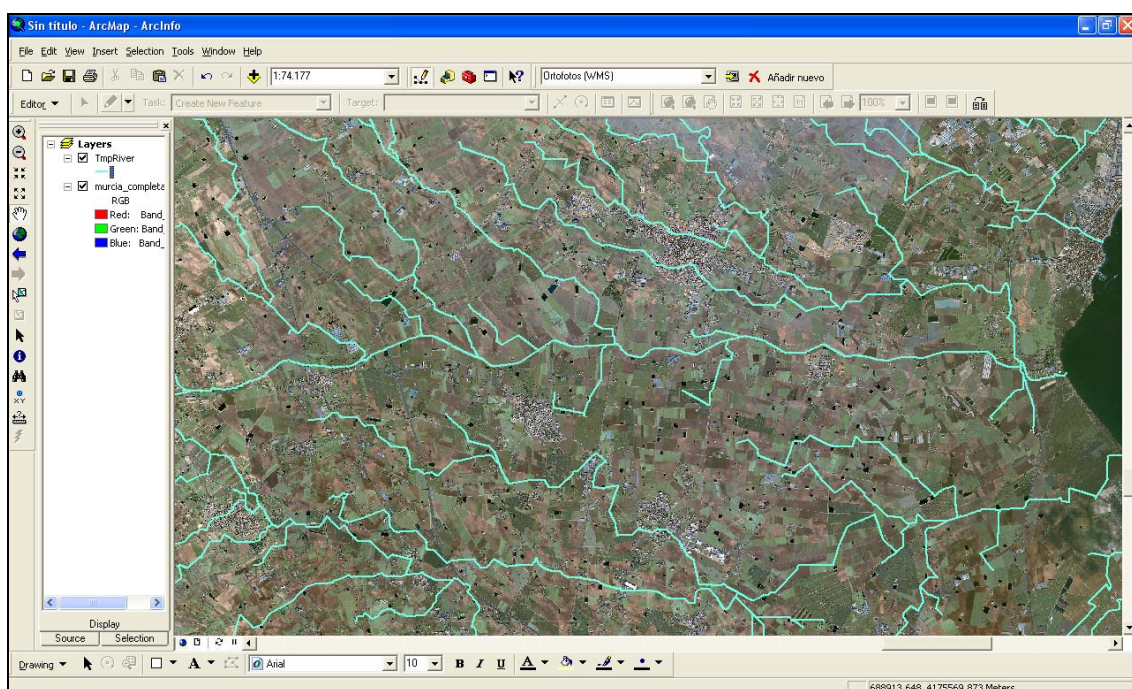 Sin título - ArcMap - ArcInfo
File Edit View Insert Selection Tools Window Help
1:74.177
Ortofotos (WMS)
Añadir nuevo
Editor
Task:
Create New Feature
Target:
100%
Layers
TmpRiver
murcia_completa
RGB
Red: Band_
Green: Band_
Blue: Band_
Display
Source
Selection
Drawing
A
Arial
10
B I U A
688913,648 4175569,873 Meters